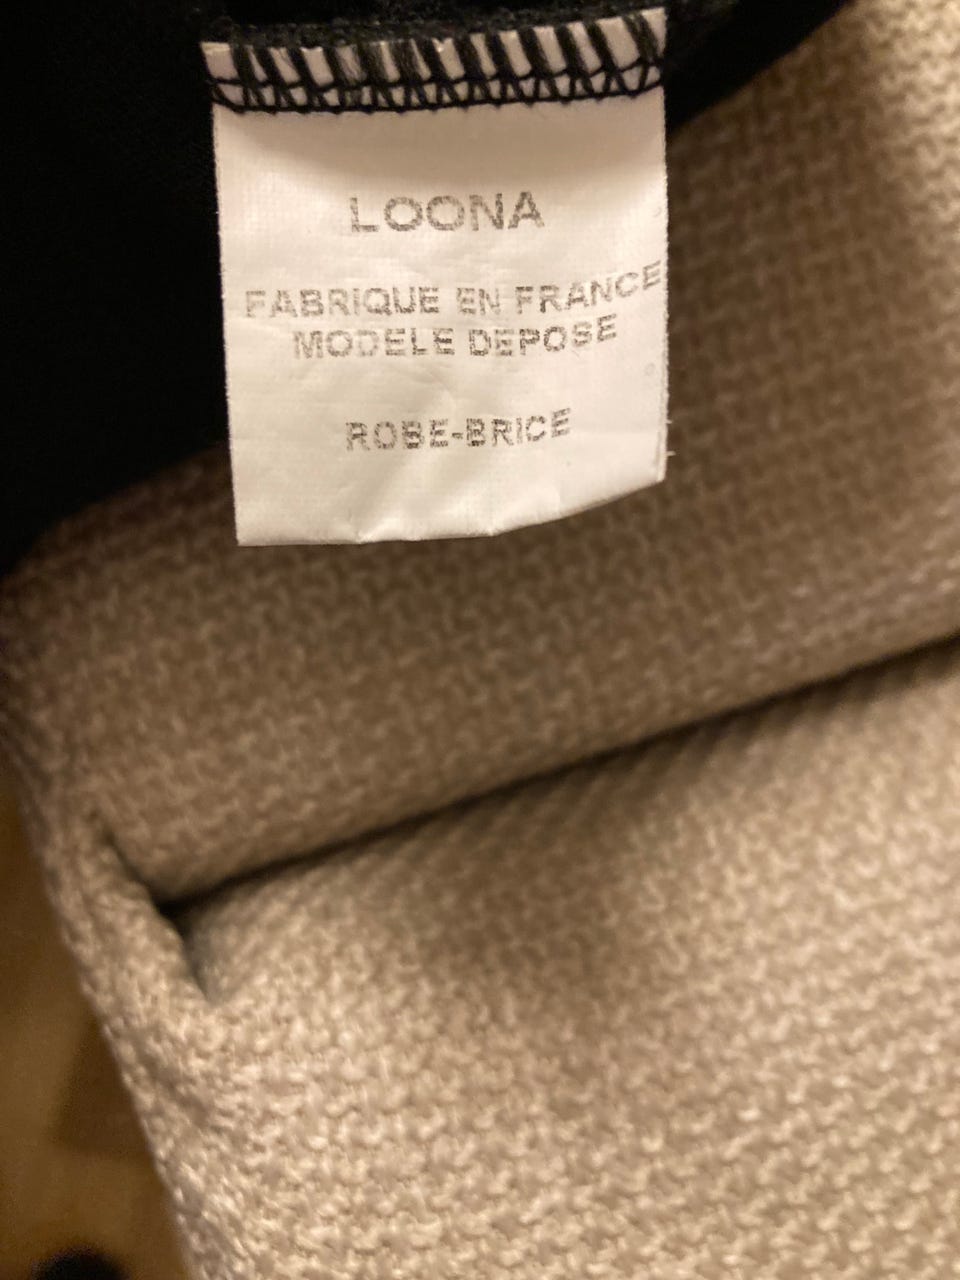 LOONA
FABRIQUE EN FRANCE
MODELE DEPOSE
ROBE-BRICE